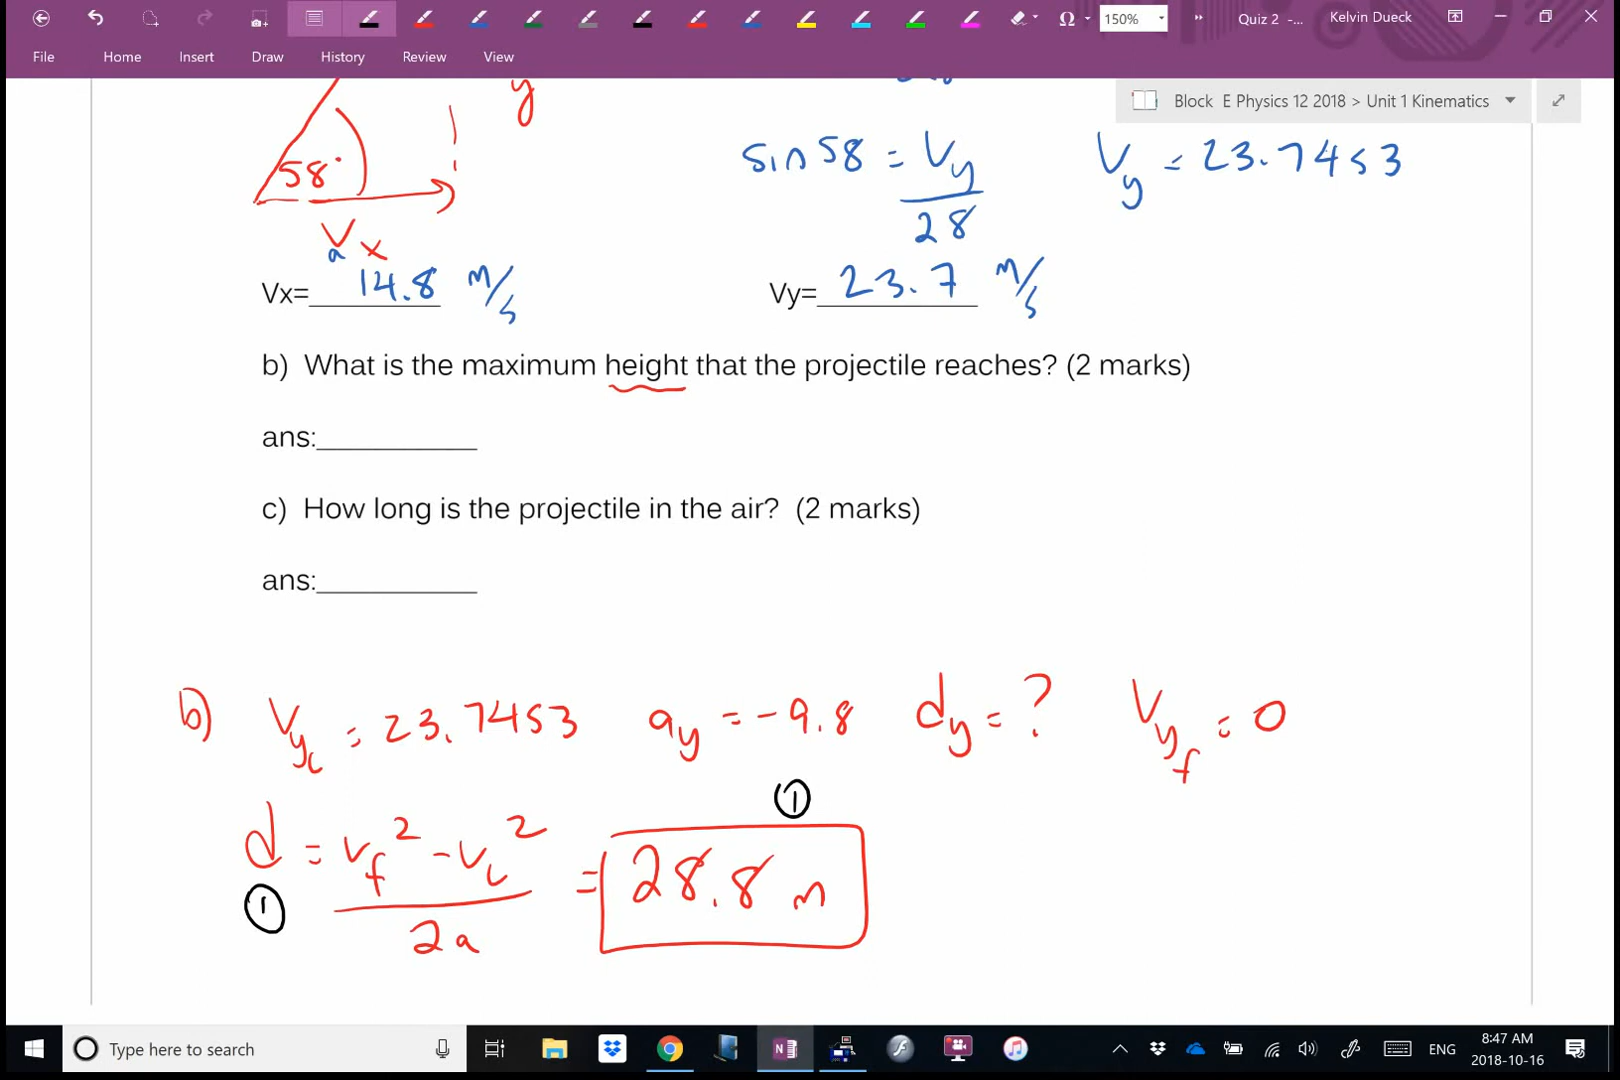 150%
Quiz 2 -...
Kelvin Dueck
File Home Insert Draw History Review View
Block E Physics 12 2018 > Unit 1 Kinematics
y
58°
sin 58 = Vy / 28
Vy = 23.7453
Vx
a
Vx= 14.8 m/s
Vy= 23.7 m/s
b) What is the maximum height that the projectile reaches? (2 marks)
ans:__________
c) How long is the projectile in the air? (2 marks)
ans:__________
b) Vyi = 23.7453 ay = -9.8 dy = ? Vyf = 0
①
d = vf² - vi² / 2a = 28.8 m
①
Type here to search
ENG
8:47 AM
2018-10-16